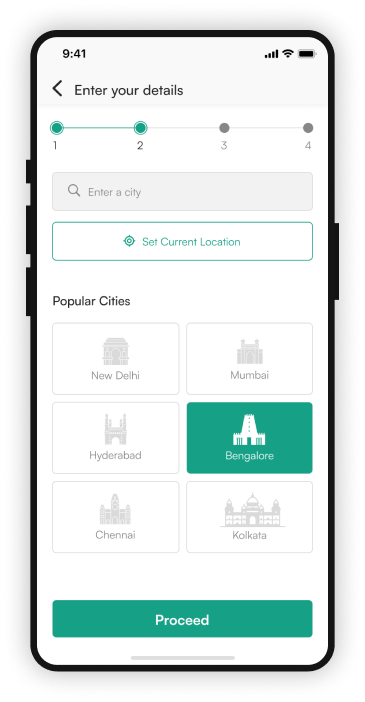 9:41
Enter your details
1 2 3 4
Enter a city
Set Current Location
Popular Cities
New Delhi Mumbai
Hyderabad Bengalore
Chennai Kolkata
Proceed